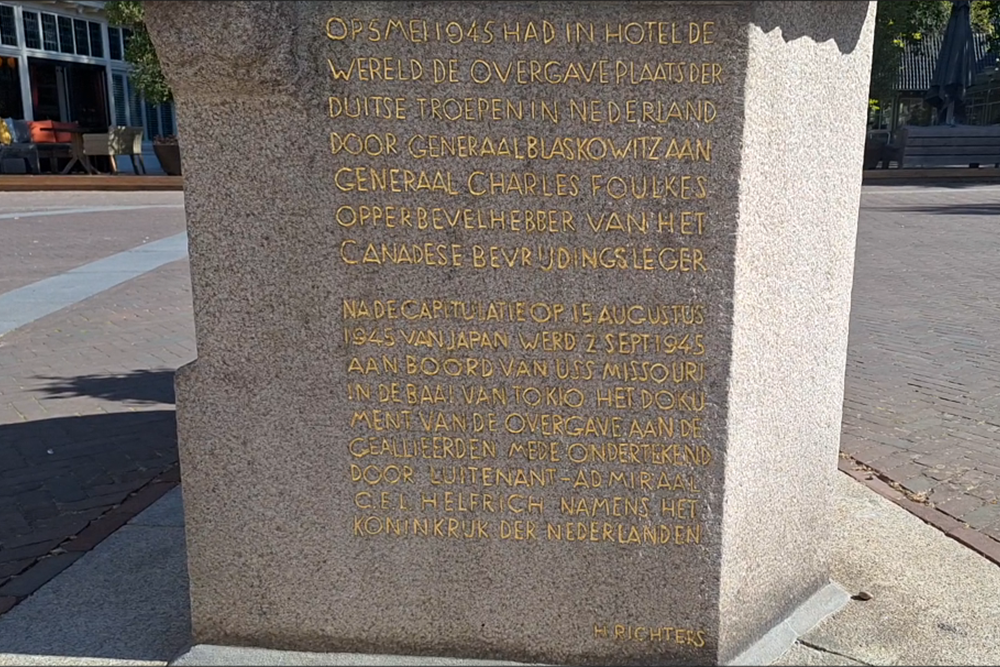 OP 5 MEI 1945 HAD IN HOTEL DE
WERELD DE OVERGAVE PLAATS DER
DUITSE TROEPEN IN NEDERLAND
DOOR GENERAAL BLASKOWITZ AAN
GENERAAL CHARLES FOULKES
OPPERBEVELHEBBER VAN HET
CANADESE BEVRIJDINGSLEGER
NA DE CAPITULATIE OP 15 AUGUSTUS
1945 VAN JAPAN WERD 2 SEPT 1945
AAN BOORD VAN USS MISSOURI
IN DE BAAI VAN TOKIO HET DOKU
MENT VAN DE OVERGAVE AAN DE
GEALLIEERDEN MEDE ONDERTEKEND
DOOR LUITENANT-ADMIRAAL
C.E.L. HELFRICH NAMENS HET
KONINKRIJK DER NEDERLANDEN
H. RICHTERS